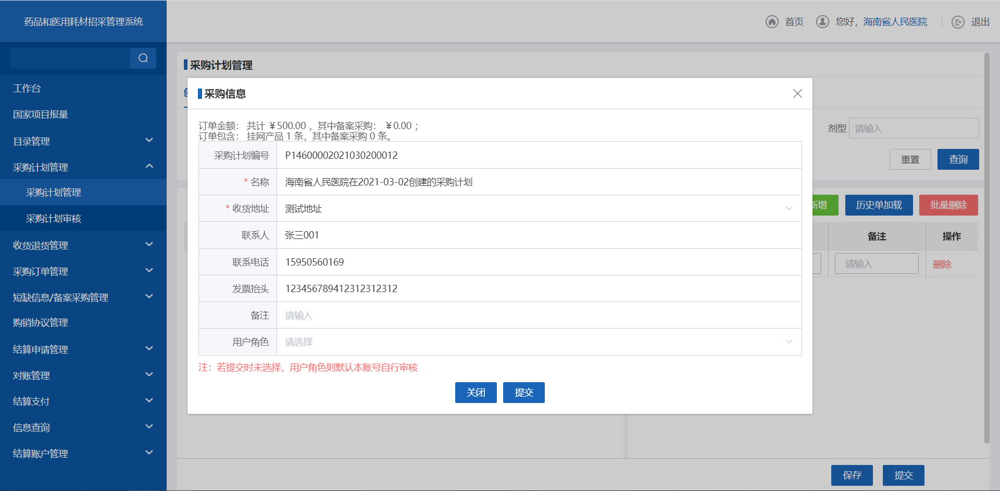 药品和医用耗材招采管理系统
首页
您好，海南省人民医院
退出
工作台
国家项目报量
目录管理
采购计划管理
采购计划管理
采购计划审核
收货退货管理
采购订单管理
短缺信息/备案采购管理
购销协议管理
结算申请管理
对账管理
结算支付
信息查询
结算账户管理
采购计划管理
剂型 请输入
重置 查询
新增 历史单加载 批量删除
备注 操作
请输入 删除
采购信息
订单金额： 共计 ￥500.00 ，其中备案采购： ￥0.00 ；
订单包含： 挂网产品 1 条，其中备案采购 0 条。
采购计划编号 P14600002021030200012
* 名称 海南省人民医院在2021-03-02创建的采购计划
* 收货地址 测试地址
联系人 张三001
联系电话 15950560169
发票抬头 123456789412312312312
备注 请输入
用户角色 请选择
注：若提交时未选择，用户角色则默认本账号自行审核
关闭 提交
保存 提交